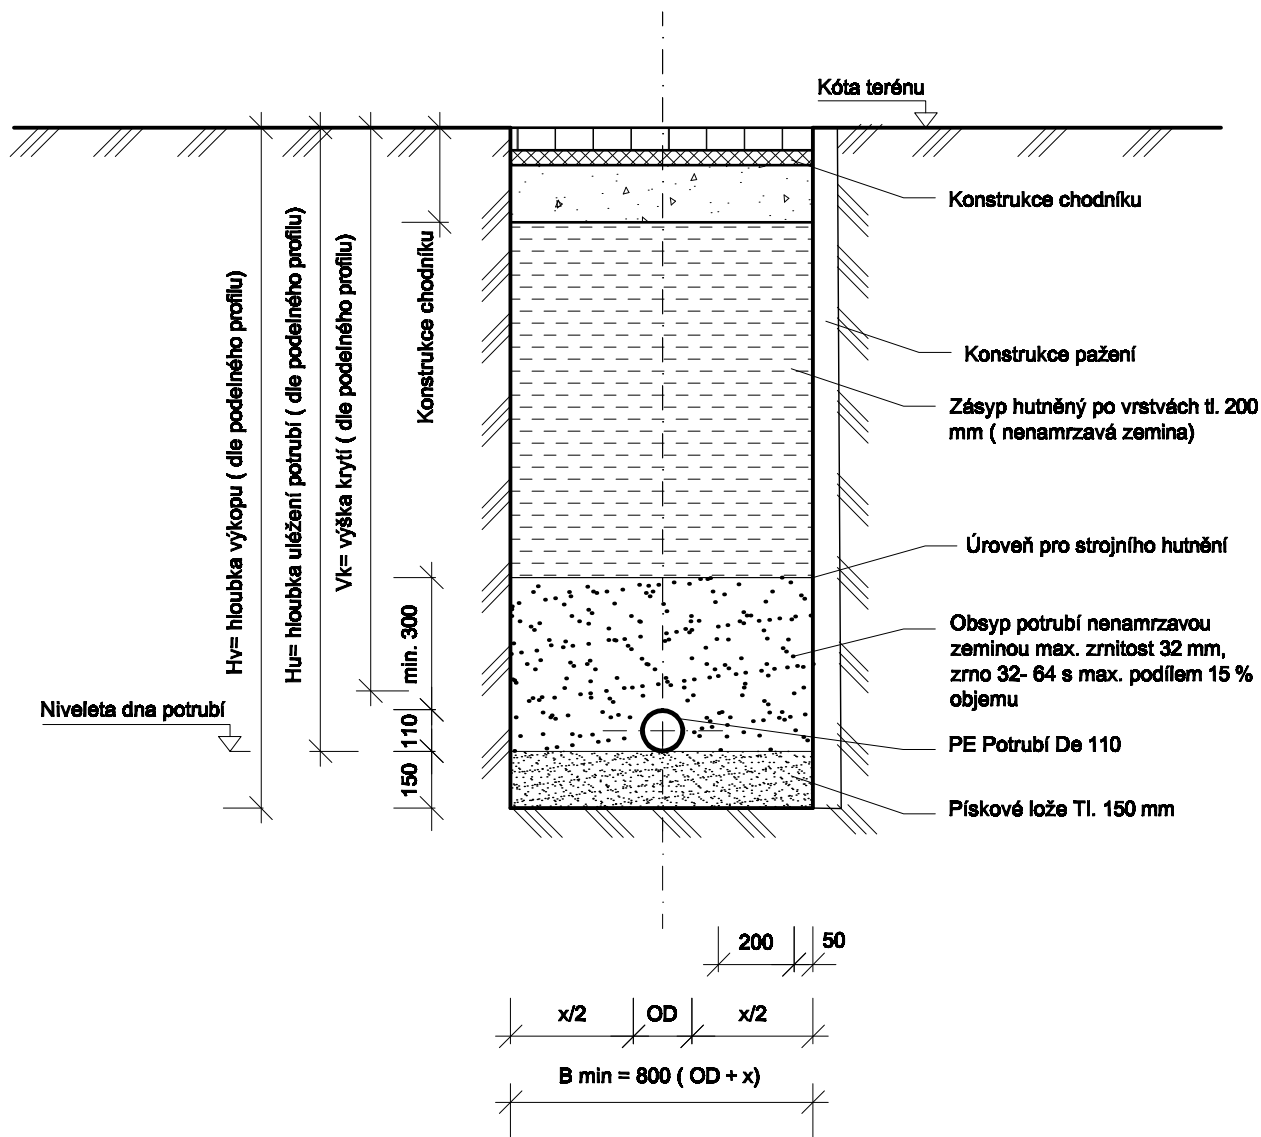 Kóta terénu
Konstrukce chodníku
Konstrukce pažení
Zásyp hutněný po vrstvách tl. 200
mm ( nenamrzavá zemina)
Úroveň pro strojního hutnění
Obsyp potrubí nenamrzavou
zeminou max. zrnitost 32 mm,
zrno 32- 64 s max. podílem 15 %
objemu
PE Potrubí De 110
Pískové lože Tl. 150 mm
Hv= hloubka výkopu ( dle podelného profilu)
Hu= hloubka uléžení potrubí ( dle podelného profilu)
Vk= výška krytí ( dle podelného profilu)
Konstrukce chodníku
min. 300
110
150
Niveleta dna potrubí
200
50
x/2
OD
x/2
B min = 800 ( OD + x)